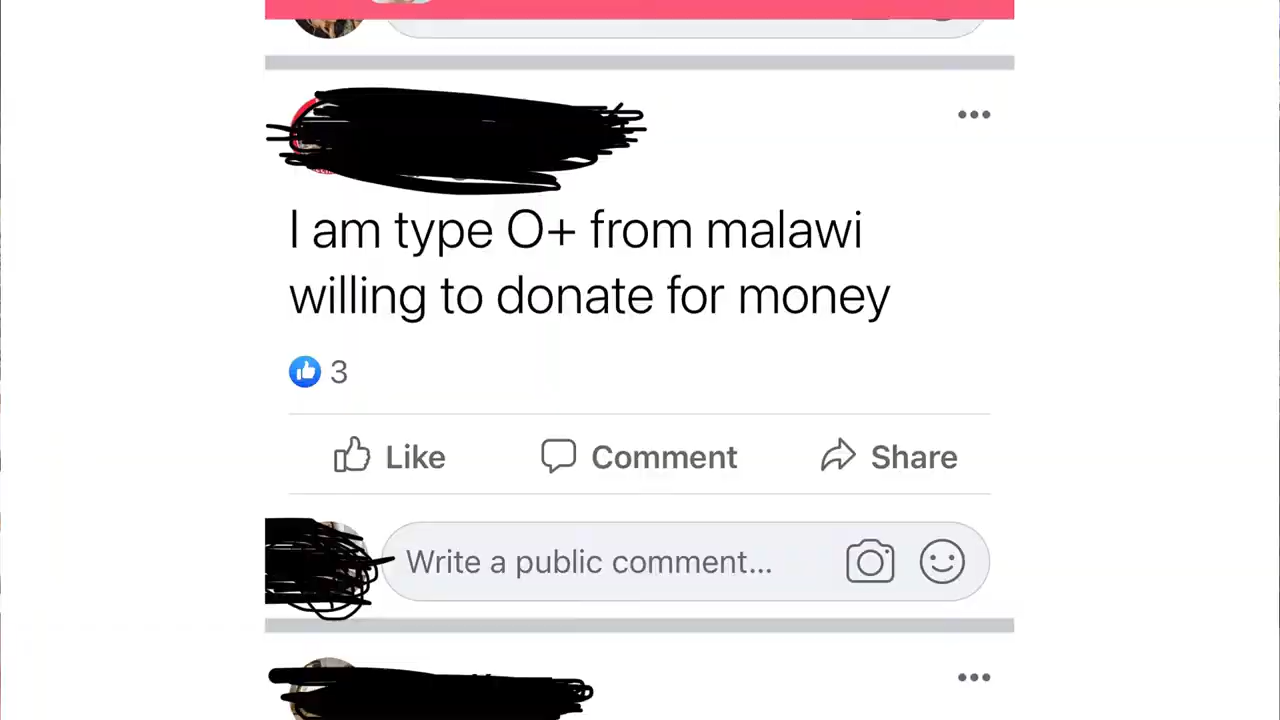 I am type O+ from malawi
willing to donate for money
3
Like Comment Share
Write a public comment...